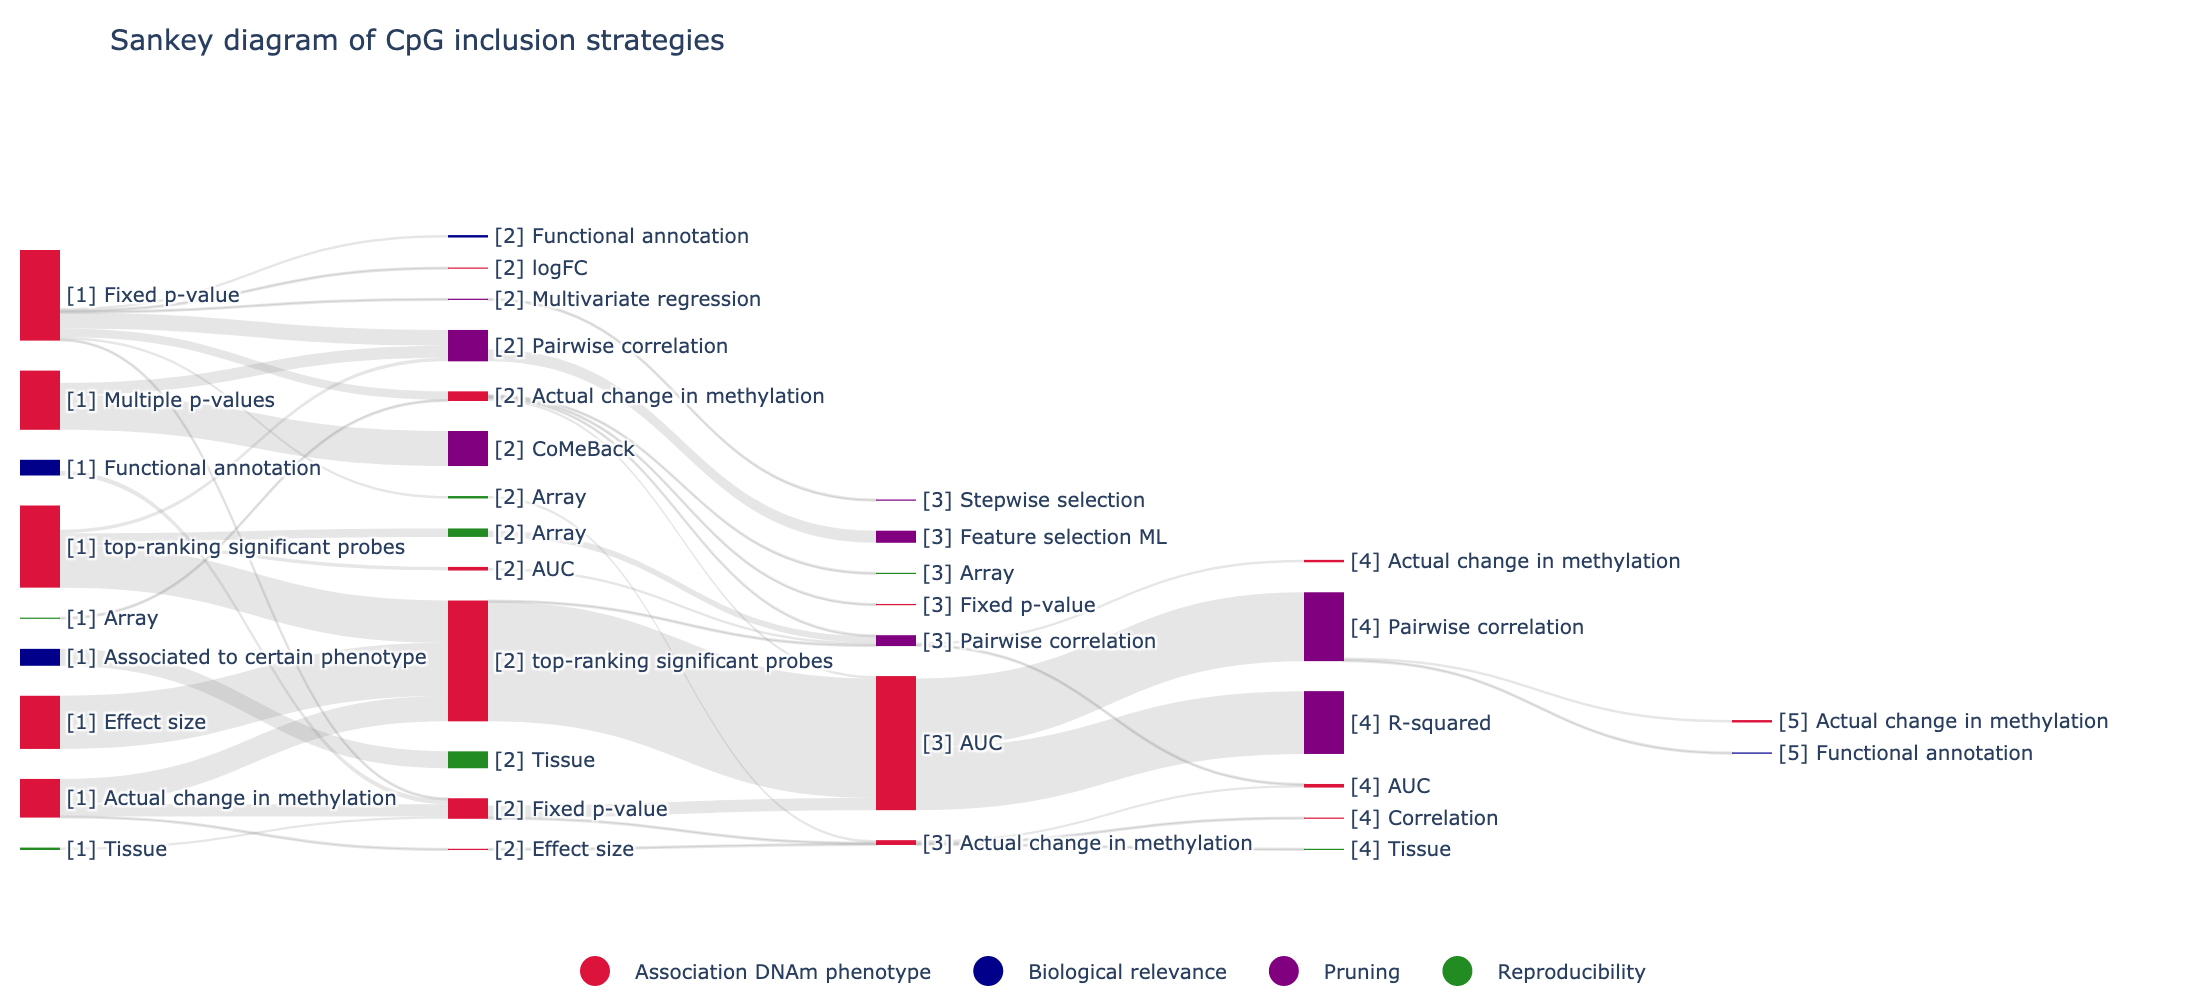 Sankey diagram of CpG inclusion strategies
[1] Fixed p-value
[1] Multiple p-values
[1] Functional annotation
[1] top-ranking significant probes
[1] Array
[1] Associated to certain phenotype
[1] Effect size
[1] Actual change in methylation
[1] Tissue
[2] Functional annotation
[2] logFC
[2] Multivariate regression
[2] Pairwise correlation
[2] Actual change in methylation
[2] CoMeBack
[2] Array
[2] Array
[2] AUC
[2] top-ranking significant probes
[2] Tissue
[2] Fixed p-value
[2] Effect size
[3] Stepwise selection
[3] Feature selection ML
[3] Array
[3] Fixed p-value
[3] Pairwise correlation
[3] AUC
[3] Actual change in methylation
[4] Actual change in methylation
[4] Pairwise correlation
[4] R-squared
[4] AUC
[4] Correlation
[4] Tissue
[5] Actual change in methylation
[5] Functional annotation
Association DNAm phenotype
Biological relevance
Pruning
Reproducibility